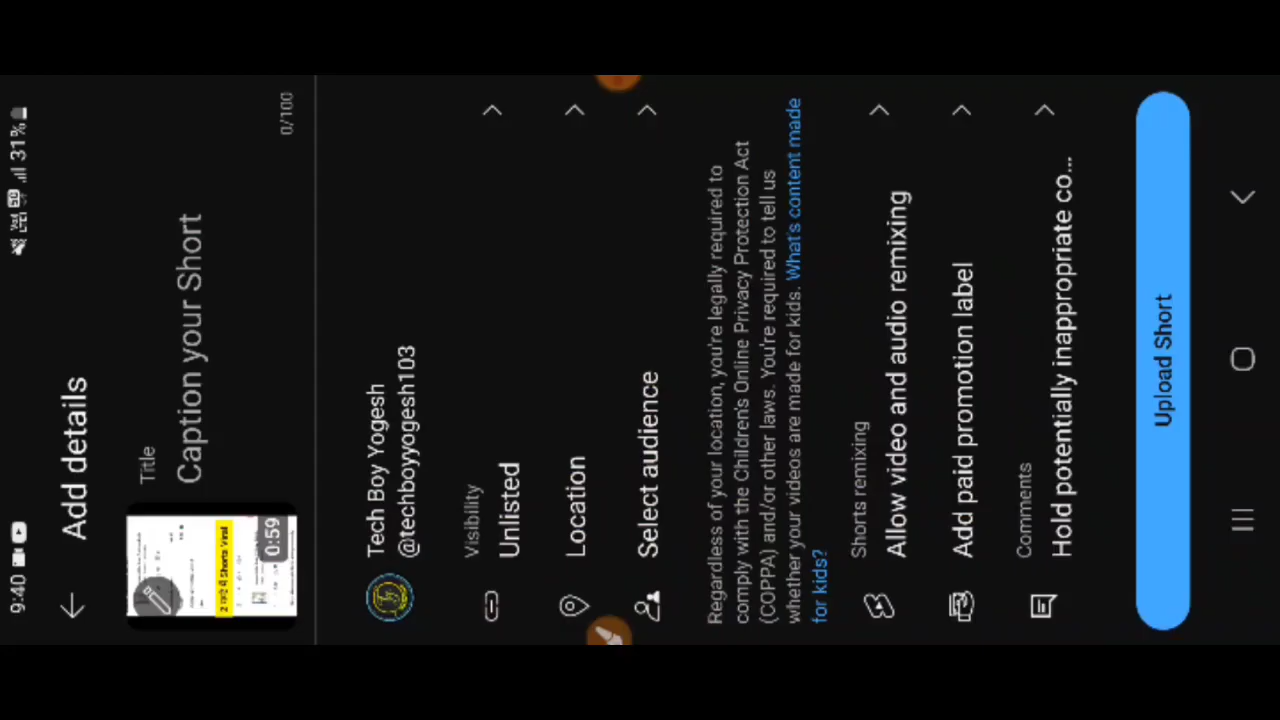 9:40
31%
Add details
Title
Caption your Short
0/100
2 घंटे में Shorts Viral
0:59
Tech Boy Yogesh
@techboyyogesh103
Visibility
Unlisted
Location
Select audience
Regardless of your location, you're legally required to
comply with the Children's Online Privacy Protection Act
(COPPA) and/or other laws. You're required to tell us
whether your videos are made for kids. What's content made
for kids?
Shorts remixing
Allow video and audio remixing
Add paid promotion label
Comments
Hold potentially inappropriate co...
Upload Short